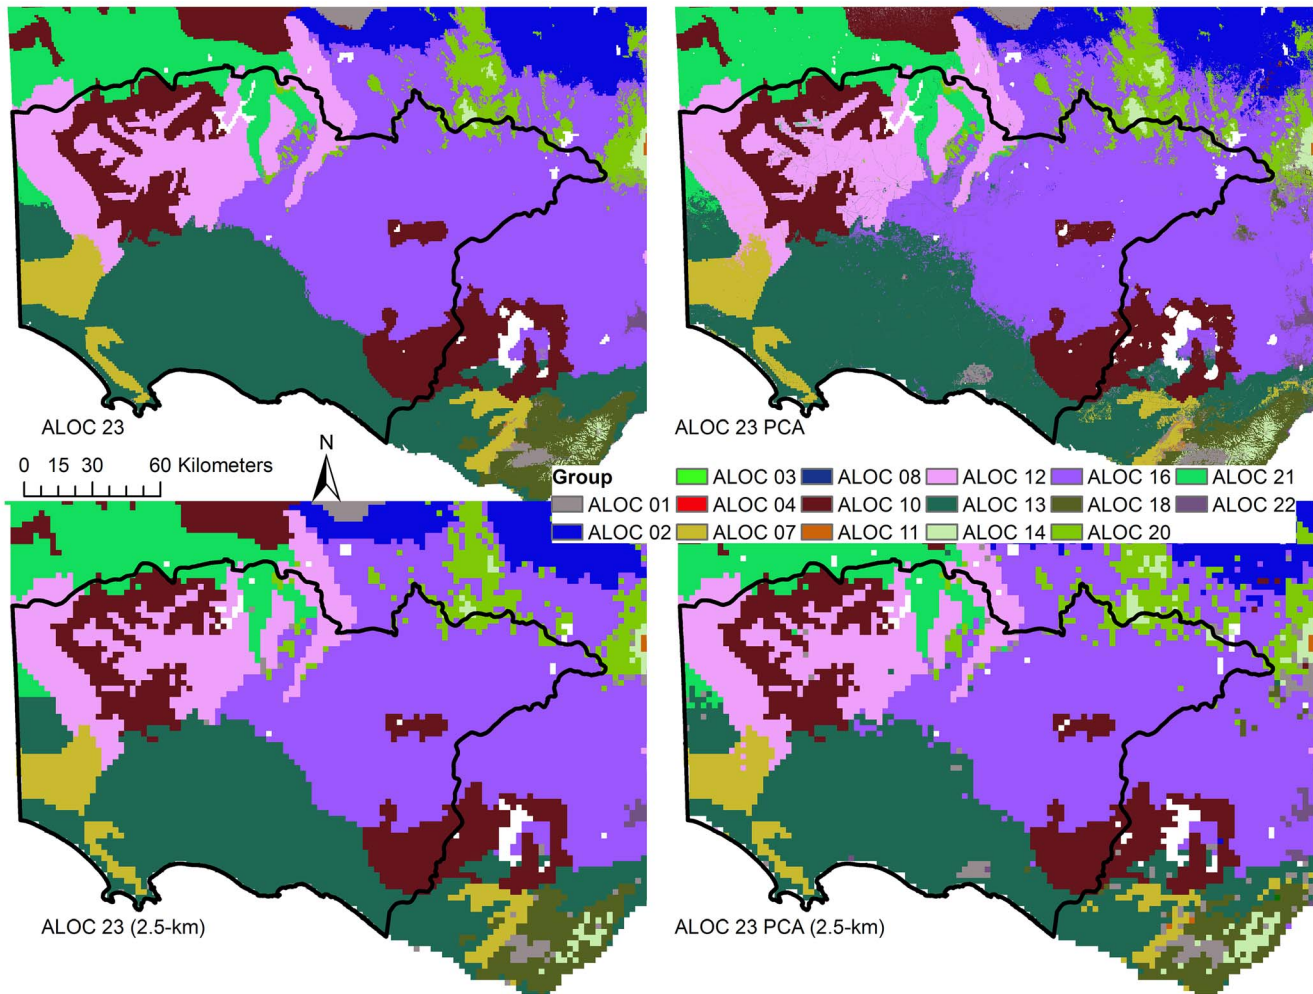 ALOC 23
ALOC 23 PCA
N
0 15 30 60 Kilometers
Group
ALOC 03 ALOC 08 ALOC 12 ALOC 16 ALOC 21
ALOC 01 ALOC 04 ALOC 10 ALOC 13 ALOC 18 ALOC 22
ALOC 02 ALOC 07 ALOC 11 ALOC 14 ALOC 20
ALOC 23 (2.5-km)
ALOC 23 PCA (2.5-km)